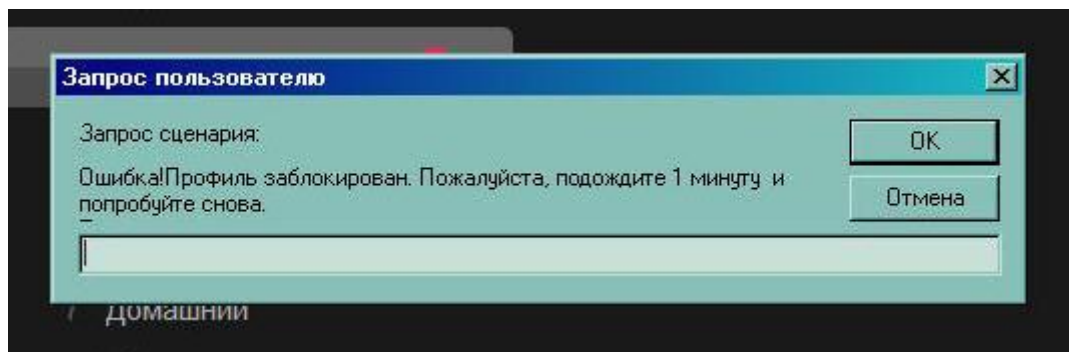 Запрос пользователю
Запрос сценария:
OK
Ошибка!Профиль заблокирован. Пожалуйста, подождите 1 минуту и
попробуйте снова.
Отмена
Домашний